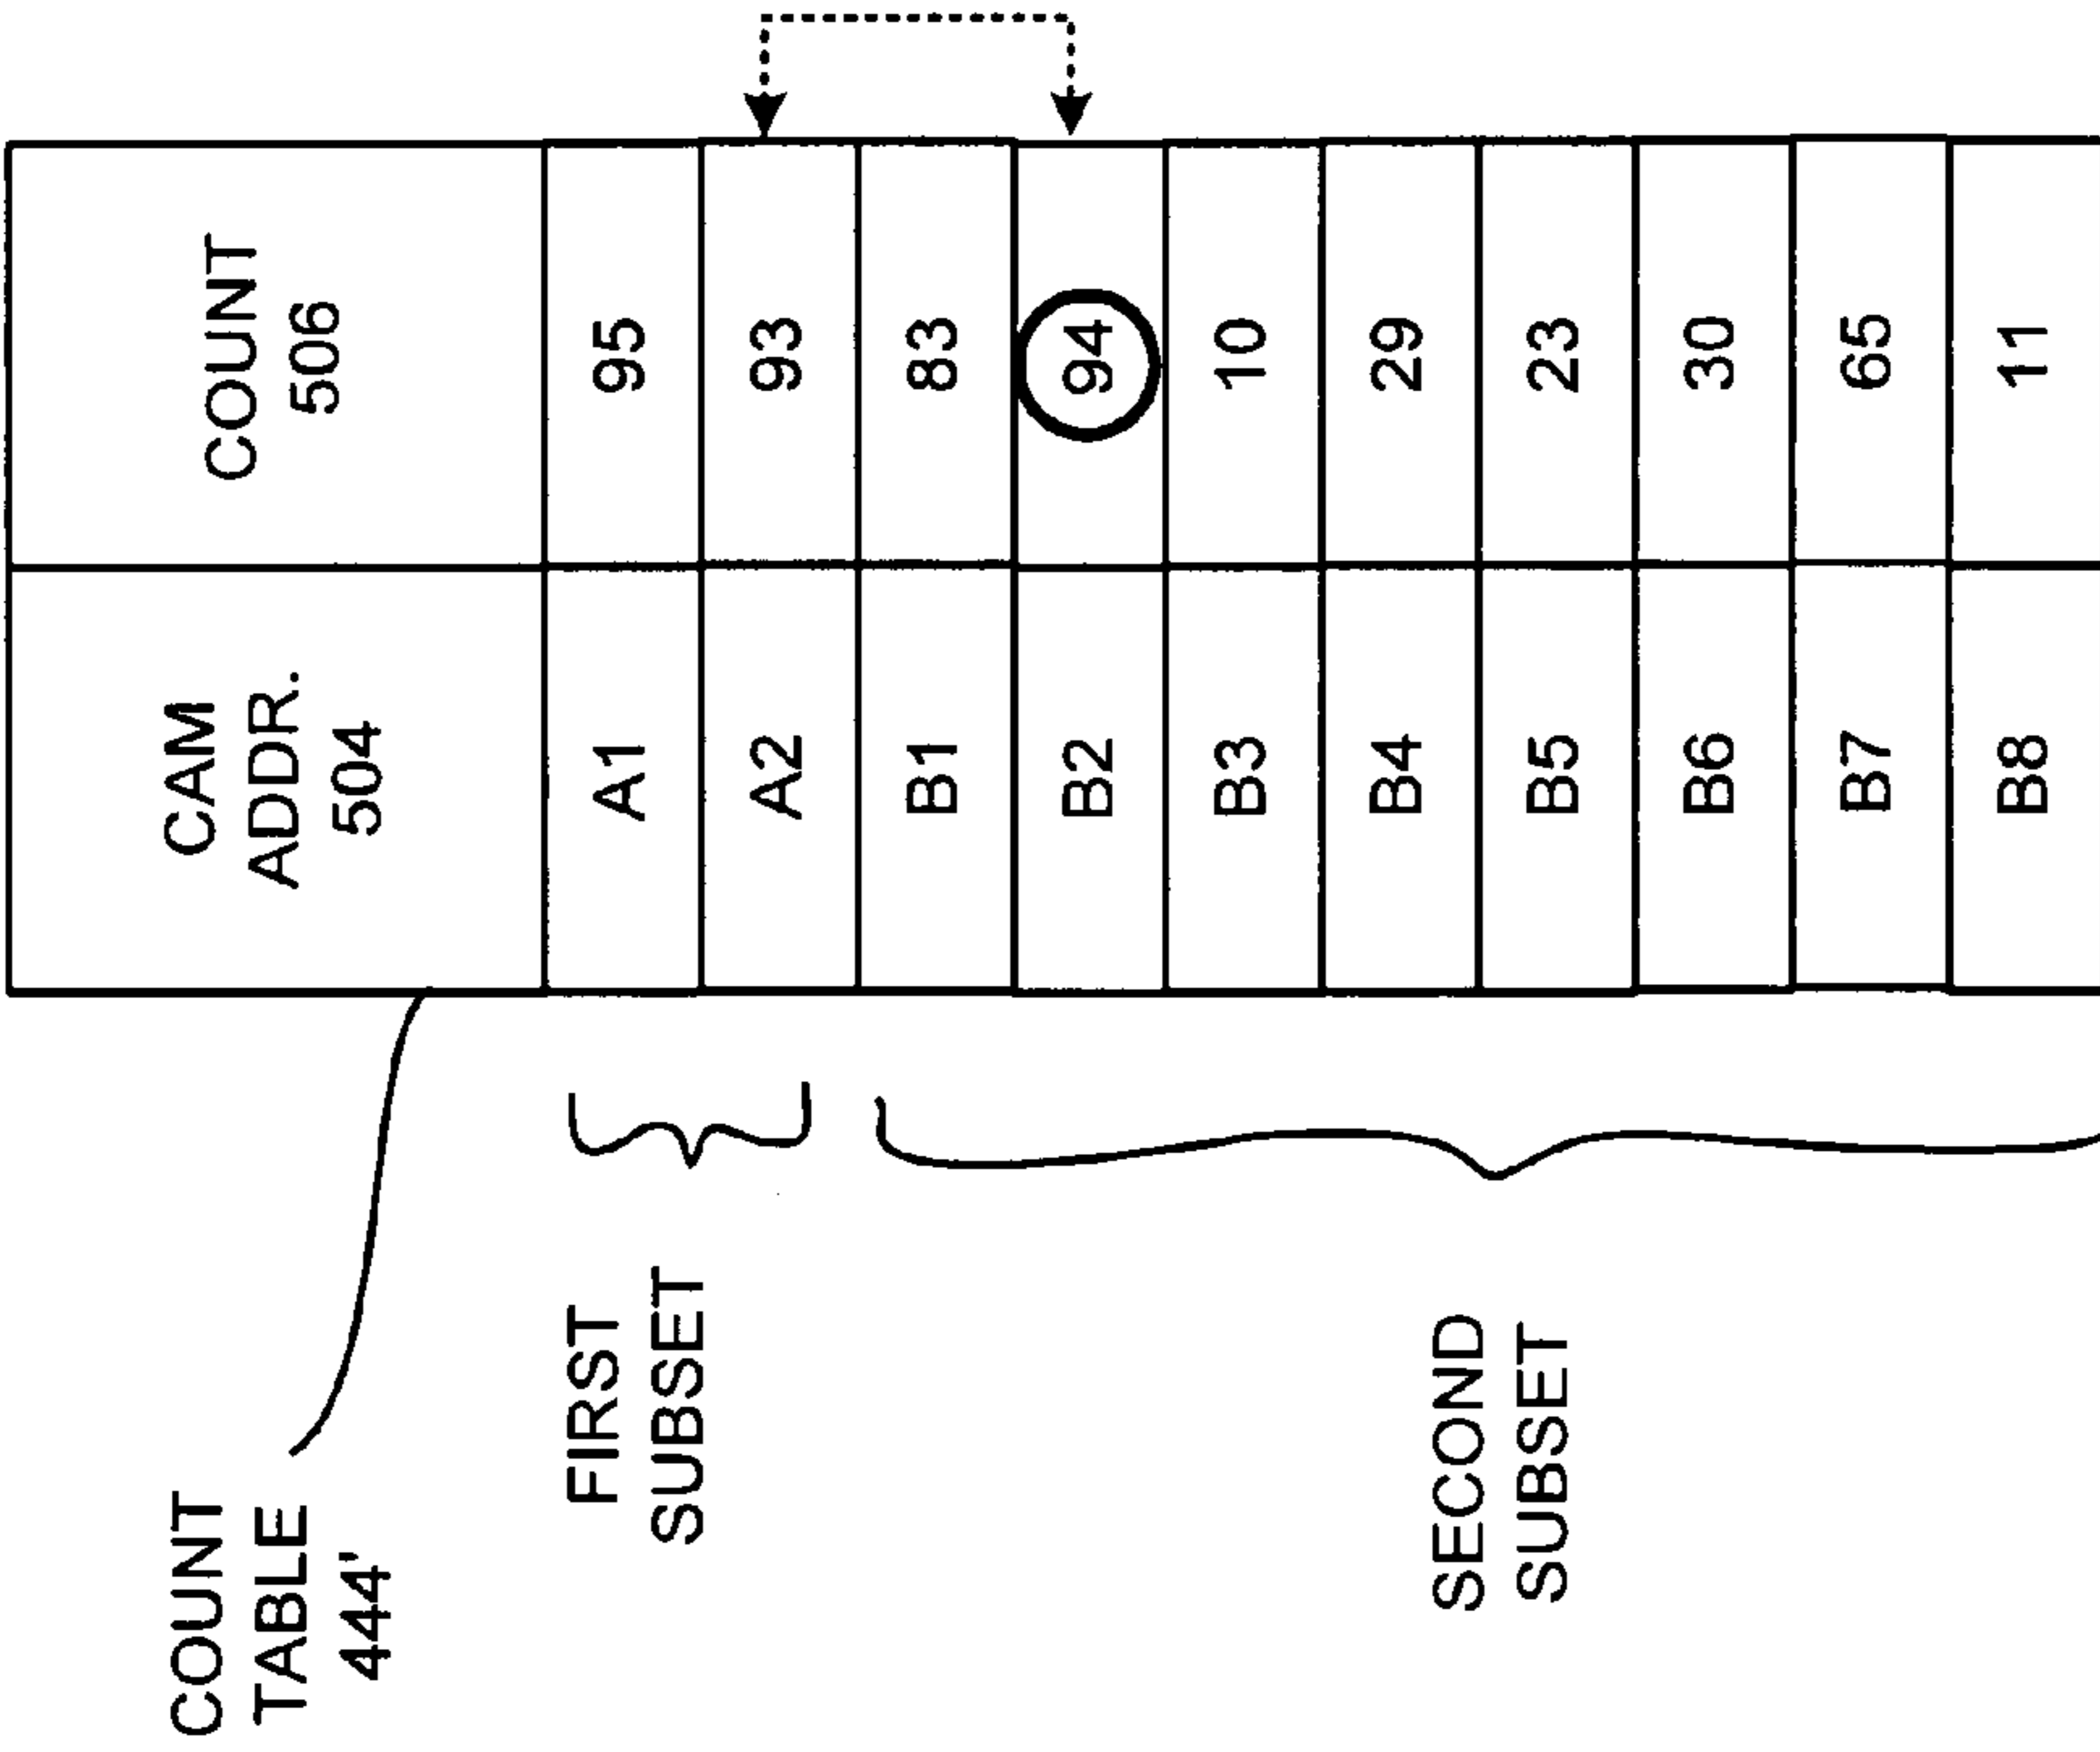 COUNT
TABLE
444'
CAM
ADDR.
504
COUNT
506
FIRST
SUBSET
A1 95
A2 93
SECOND
SUBSET
B1 83
B2 94
B3 10
B4 29
B5 23
B6 30
B7 65
B8 11